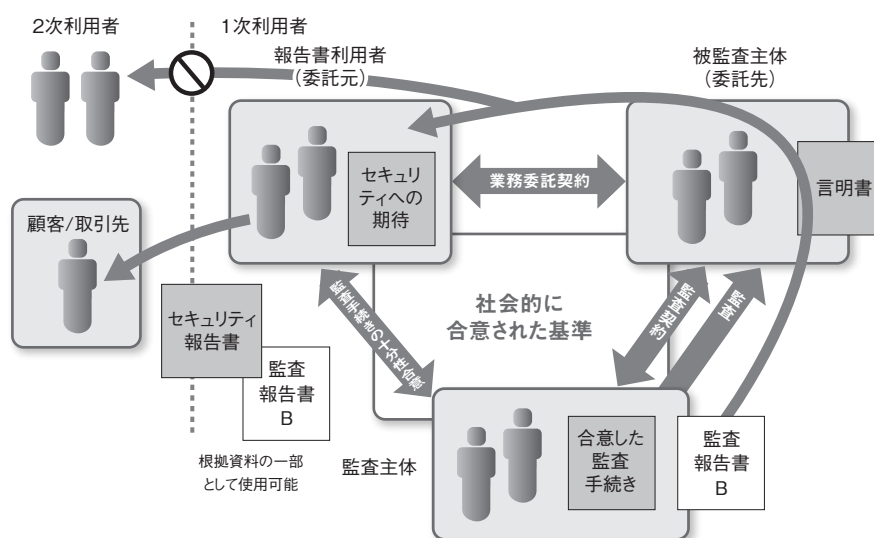 2次利用者
1次利用者
報告書利用者
（委託元）
被監査主体
（委託先）
セキュリ
ティへの
期待
業務委託契約
言明書
顧客/取引先
セキュリティ
報告書
監査
報告書
B
根拠資料の一部
として使用可能
監査手続きの十分性合意
社会的に
合意された基準
監査契約
監査
監査主体
合意した
監査
手続き
監査
報告書
B